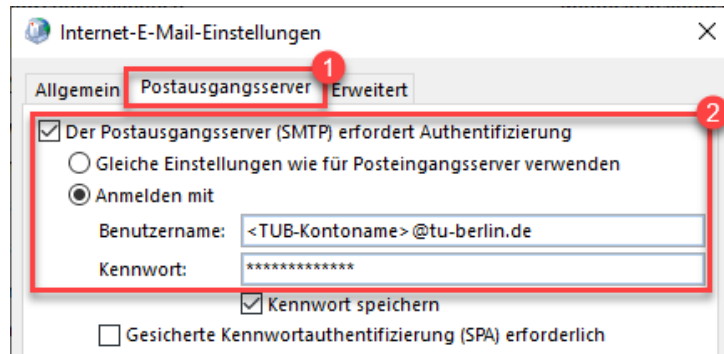 Internet-E-Mail-Einstellungen
1
Allgemein Postausgangsserver Erweitert
2
Der Postausgangsserver (SMTP) erfordert Authentifizierung
Gleiche Einstellungen wie für Posteingangsserver verwenden
Anmelden mit
Benutzername: <TUB-Kontoname>@tu-berlin.de
Kennwort: *************
Kennwort speichern
Gesicherte Kennwortauthentifizierung (SPA) erforderlich